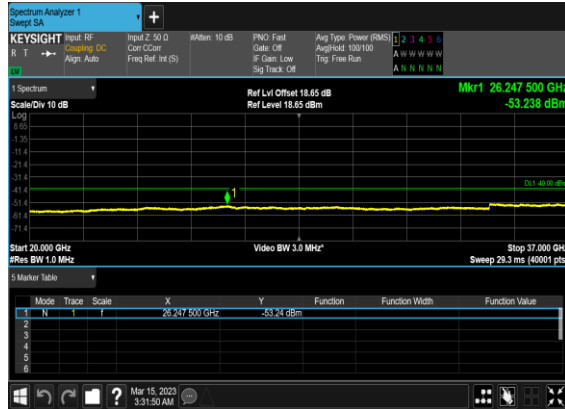 Spectrum Analyzer 1
Swept SA
KEYSIGHT Input: RF Input Z: 50 Ω #Atten: 10 dB PNO: Fast Avg Type: Power (RMS) 1 2 3 4 5 6
R T Coupling: DC Corr CCorr Gate: Off Avg|Hold: 100/100 A W W W W W
Align: Auto Freq Ref: Int (S) IF Gain: Low Trig: Free Run
Sig Track: Off A N N N N N
1 Spectrum Ref Lvl Offset 18.65 dB Mkr1 26.247 500 GHz
Scale/Div 10 dB Ref Level 18.65 dBm -53.238 dBm
Log
8.65
-1.35
-11.4
-21.4
-31.4
DL1 -40.00 dBm
-41.4
1
-51.4
-61.4
-71.4
Start 20.000 GHz Video BW 3.0 MHz* Stop 37.000 GHz
#Res BW 1.0 MHz Sweep 29.3 ms (40001 pts)
5 Marker Table
Mode Trace Scale X Y Function Function Width Function Value
1 N 1 f 26.247 500 GHz -53.24 dBm
2
3
4
5
6
Mar 15, 2023
3:31:50 AM